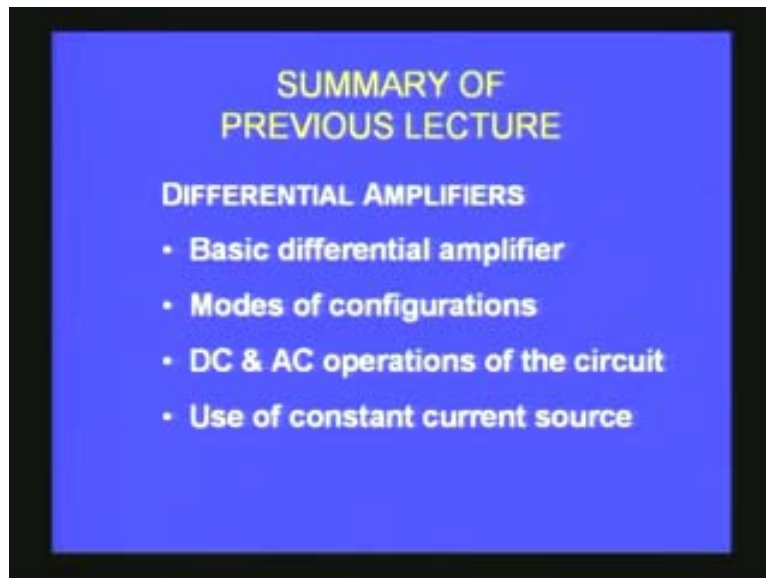 SUMMARY OF
PREVIOUS LECTURE
DIFFERENTIAL AMPLIFIERS
• Basic differential amplifier
• Modes of configurations
• DC & AC operations of the circuit
• Use of constant current source